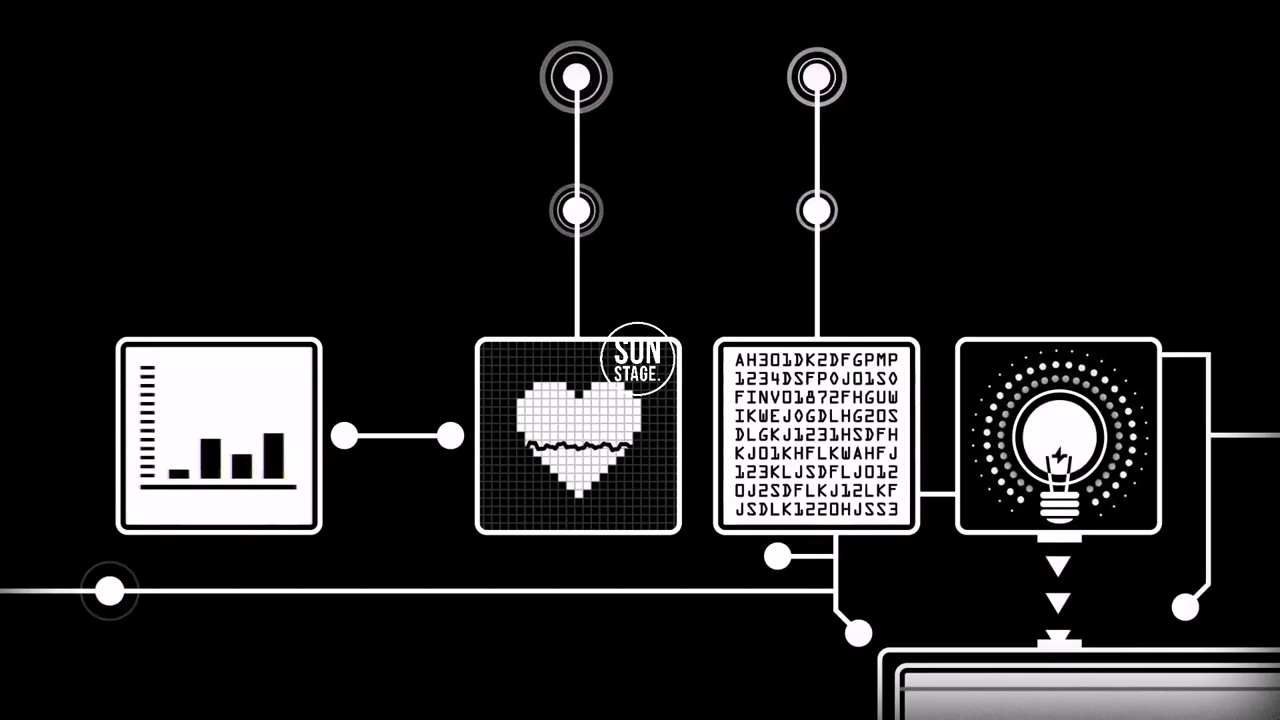 SUN
STAGE.
AH301DK2DFGPMP
1234DSFP0J01S0
FINV01872FHGUW
IKWEJ0GDLHG20S
DLGKJ1231HSDFH
KJ01KHFLKWAHFJ
123KLJSDFLJ012
0J2SDFLKJ12LKF
JSDLK1220HJSS3